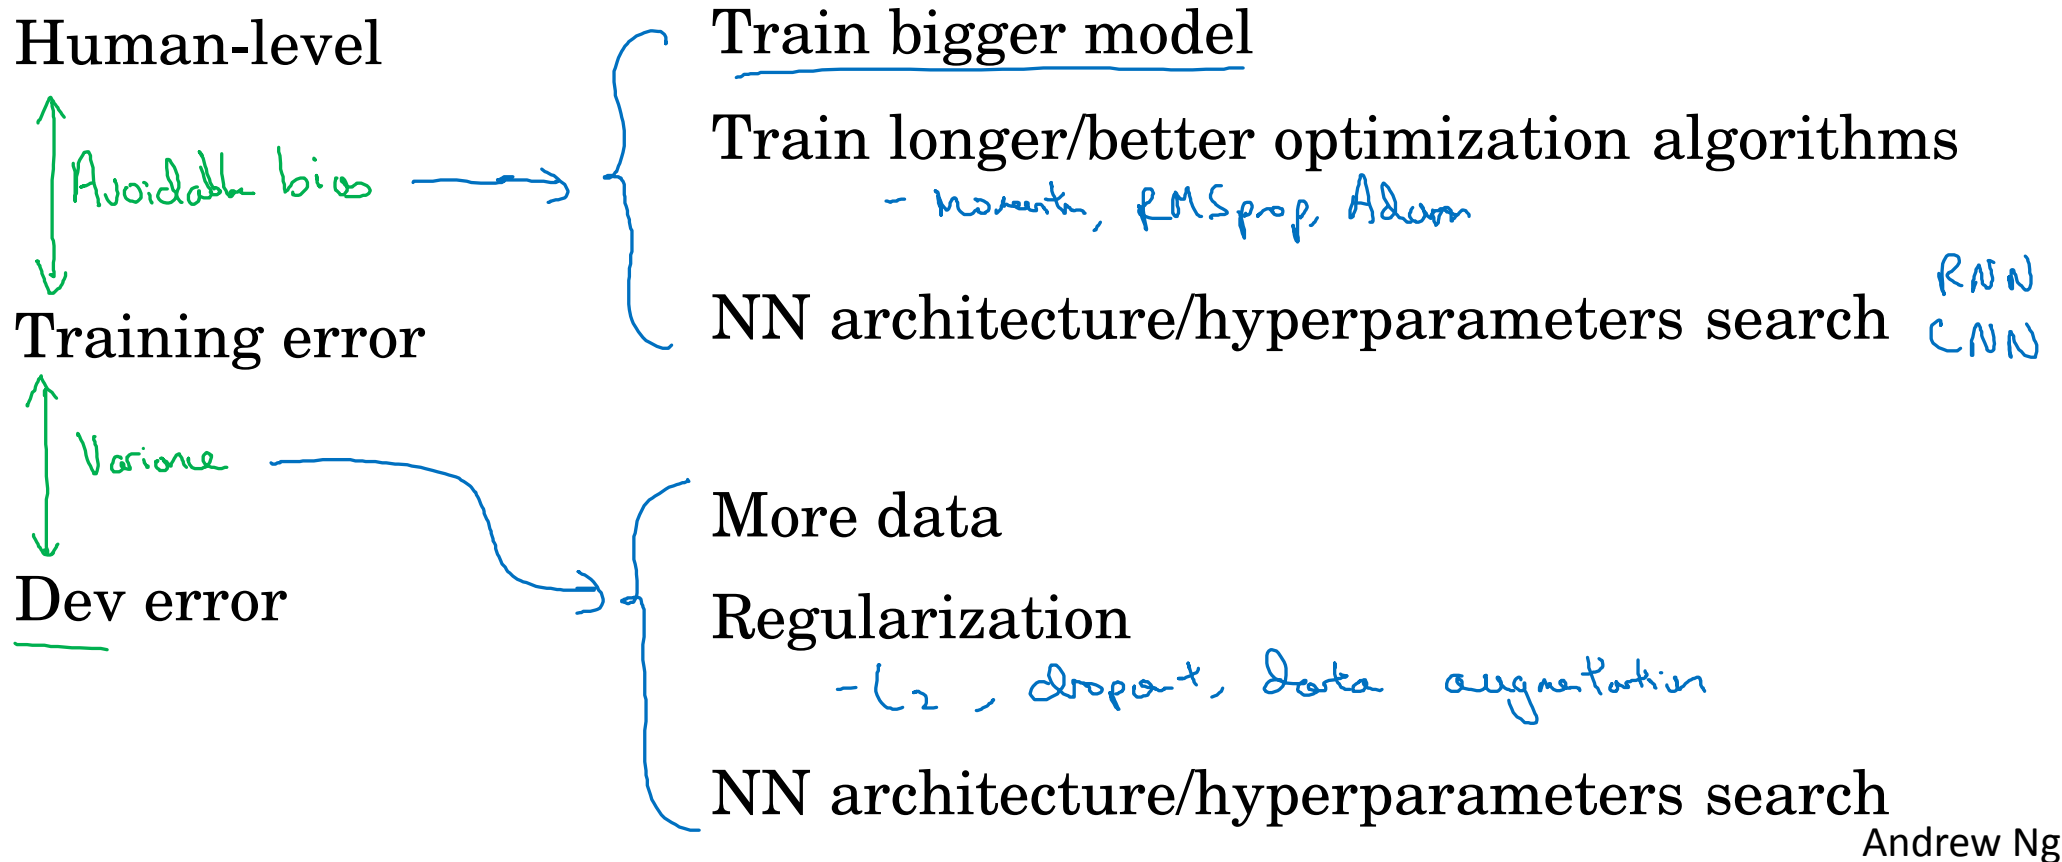 Human-level
Avoidable bias
Training error
Variance
Dev error
Train bigger model
Train longer/better optimization algorithms
- Momentum, RMSprop, Adam
NN architecture/hyperparameters search
RNN
CNN
More data
Regularization
- L2, dropout, data augmentation
NN architecture/hyperparameters search
Andrew Ng